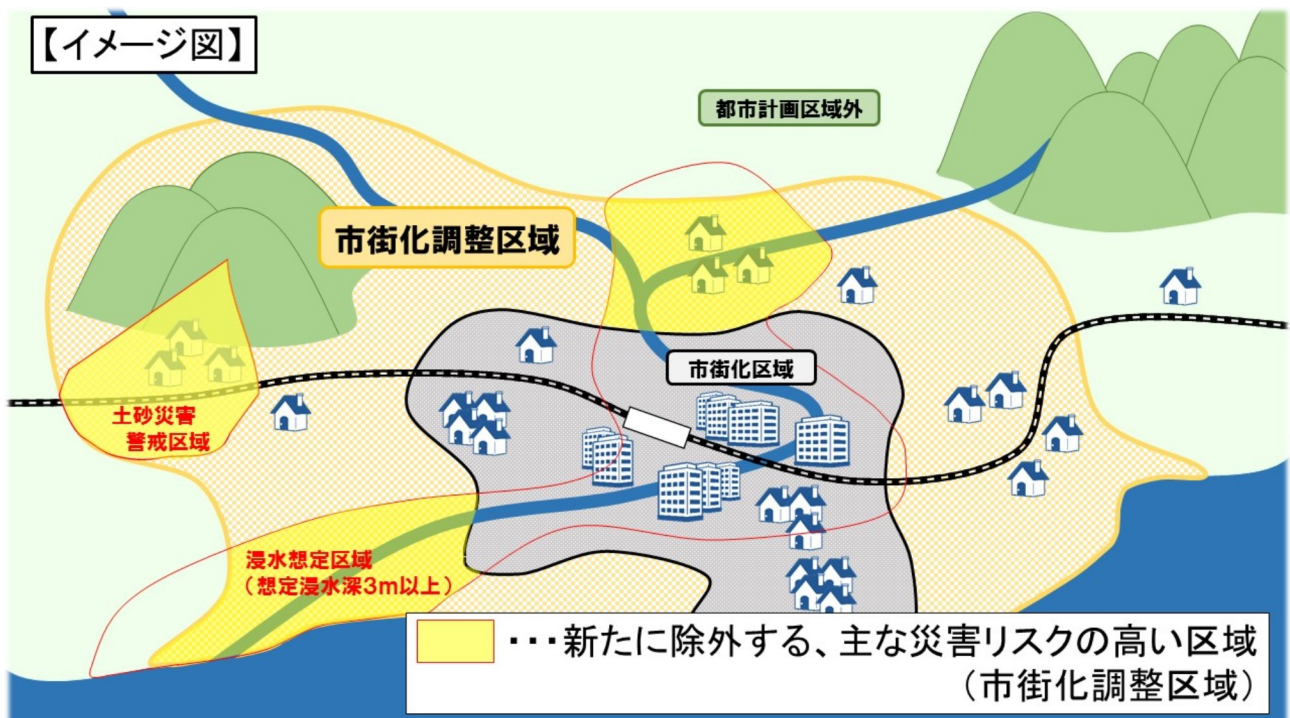 【イメージ図】
都市計画区域外
市街化調整区域
市街化区域
土砂災害
警戒区域
浸水想定区域
(想定浸水深3m以上)
・・・新たに除外する、主な災害リスクの高い区域
(市街化調整区域)